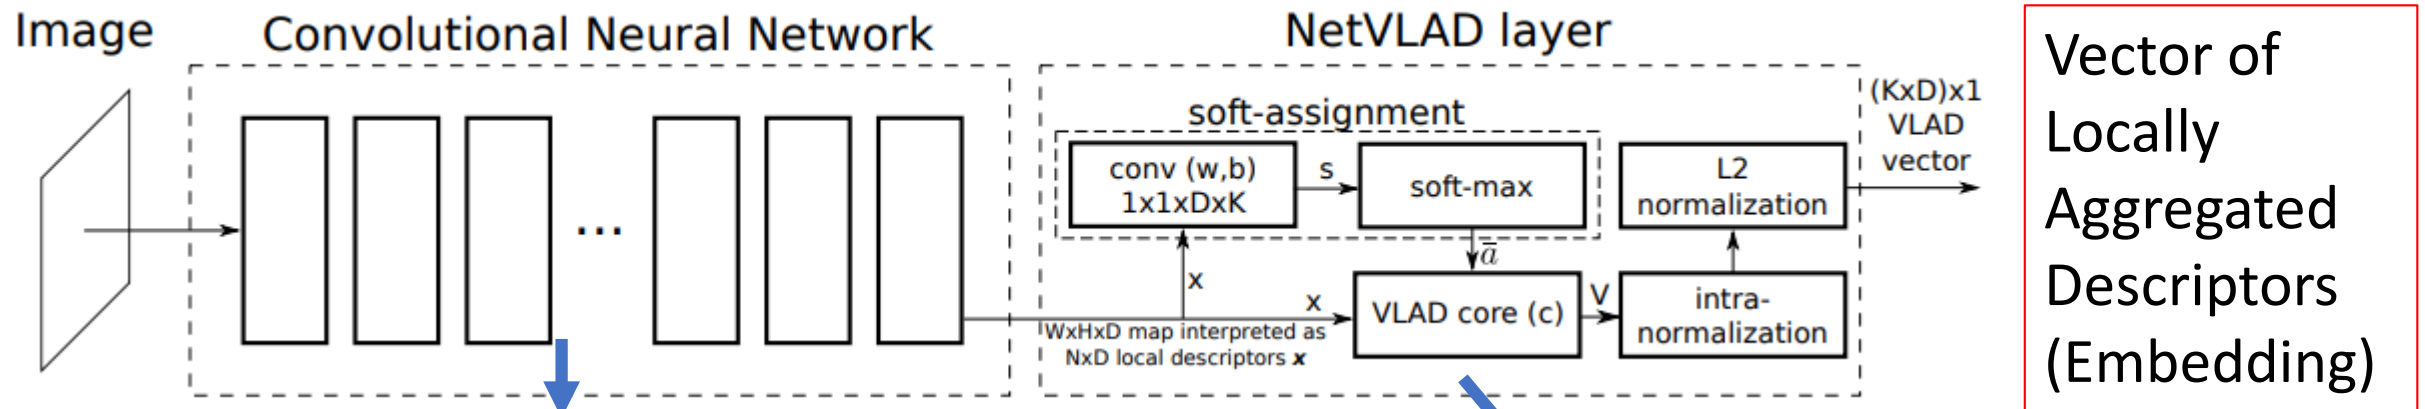 Image
Convolutional Neural Network
NetVLAD layer
soft-assignment
conv (w,b)
1x1xDxK
s
soft-max
L2
normalization
(KxD)x1
VLAD
vector
x
ā
x
WxHxD map interpreted as
NxD local descriptors x
VLAD core (c)
V
intra-
normalization
...
Vector of
Locally
Aggregated
Descriptors
(Embedding)